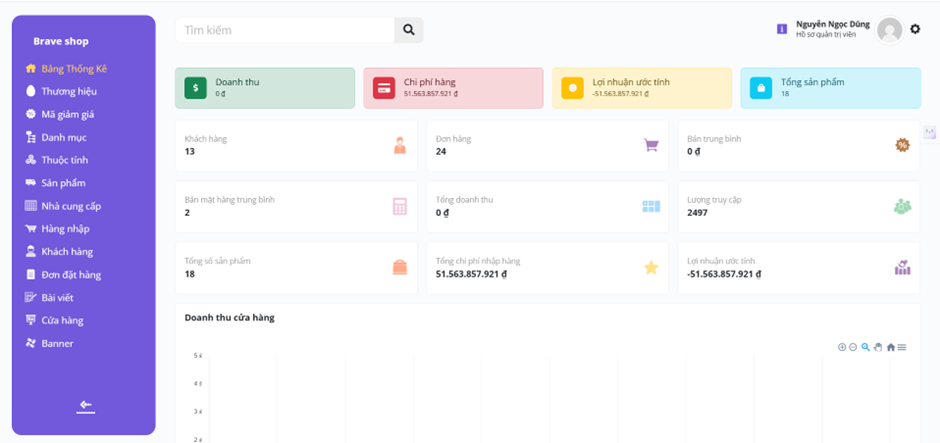 Brave shop
Bảng Thống Kê
Thương hiệu
Mã giảm giá
Danh mục
Thuộc tính
Sản phẩm
Nhà cung cấp
Hàng nhập
Khách hàng
Đơn đặt hàng
Bài viết
Cửa hàng
Banner
Tìm kiếm
Nguyễn Ngọc Dũng
Hồ sơ quản trị viên
Doanh thu
0 ₫
Chi phí hàng
51.563.857.921 ₫
Lợi nhuận ước tính
-51.563.857.921 ₫
Tổng sản phẩm
18
Khách hàng
13
Đơn hàng
24
Bán trung bình
0 ₫
Bán mặt hàng trung bình
2
Tổng doanh thu
0 ₫
Lượng truy cập
2497
Tổng số sản phẩm
18
Tổng chi phí nhập hàng
51.563.857.921 ₫
Lợi nhuận ước tính
-51.563.857.921 ₫
Doanh thu cửa hàng
5 ₫
4 ₫
3 ₫
2 ₫